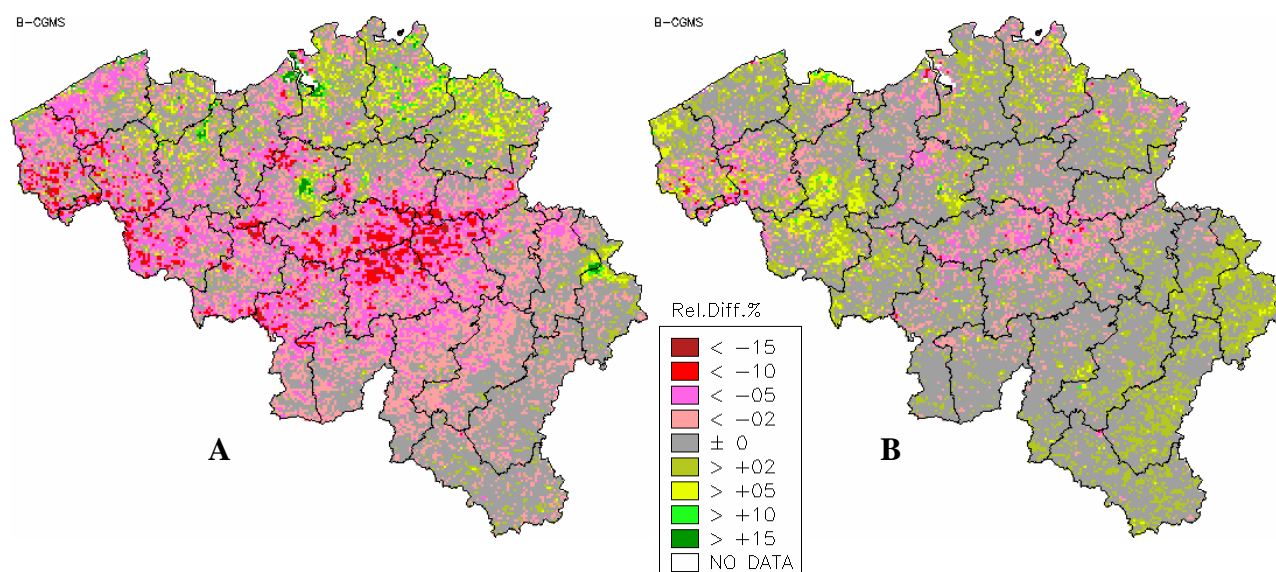 B-CGMS
B-CGMS
Rel.Diff.%
< -15
< -10
< -05
< -02
± 0
> +02
> +05
> +10
> +15
NO DATA
A
B